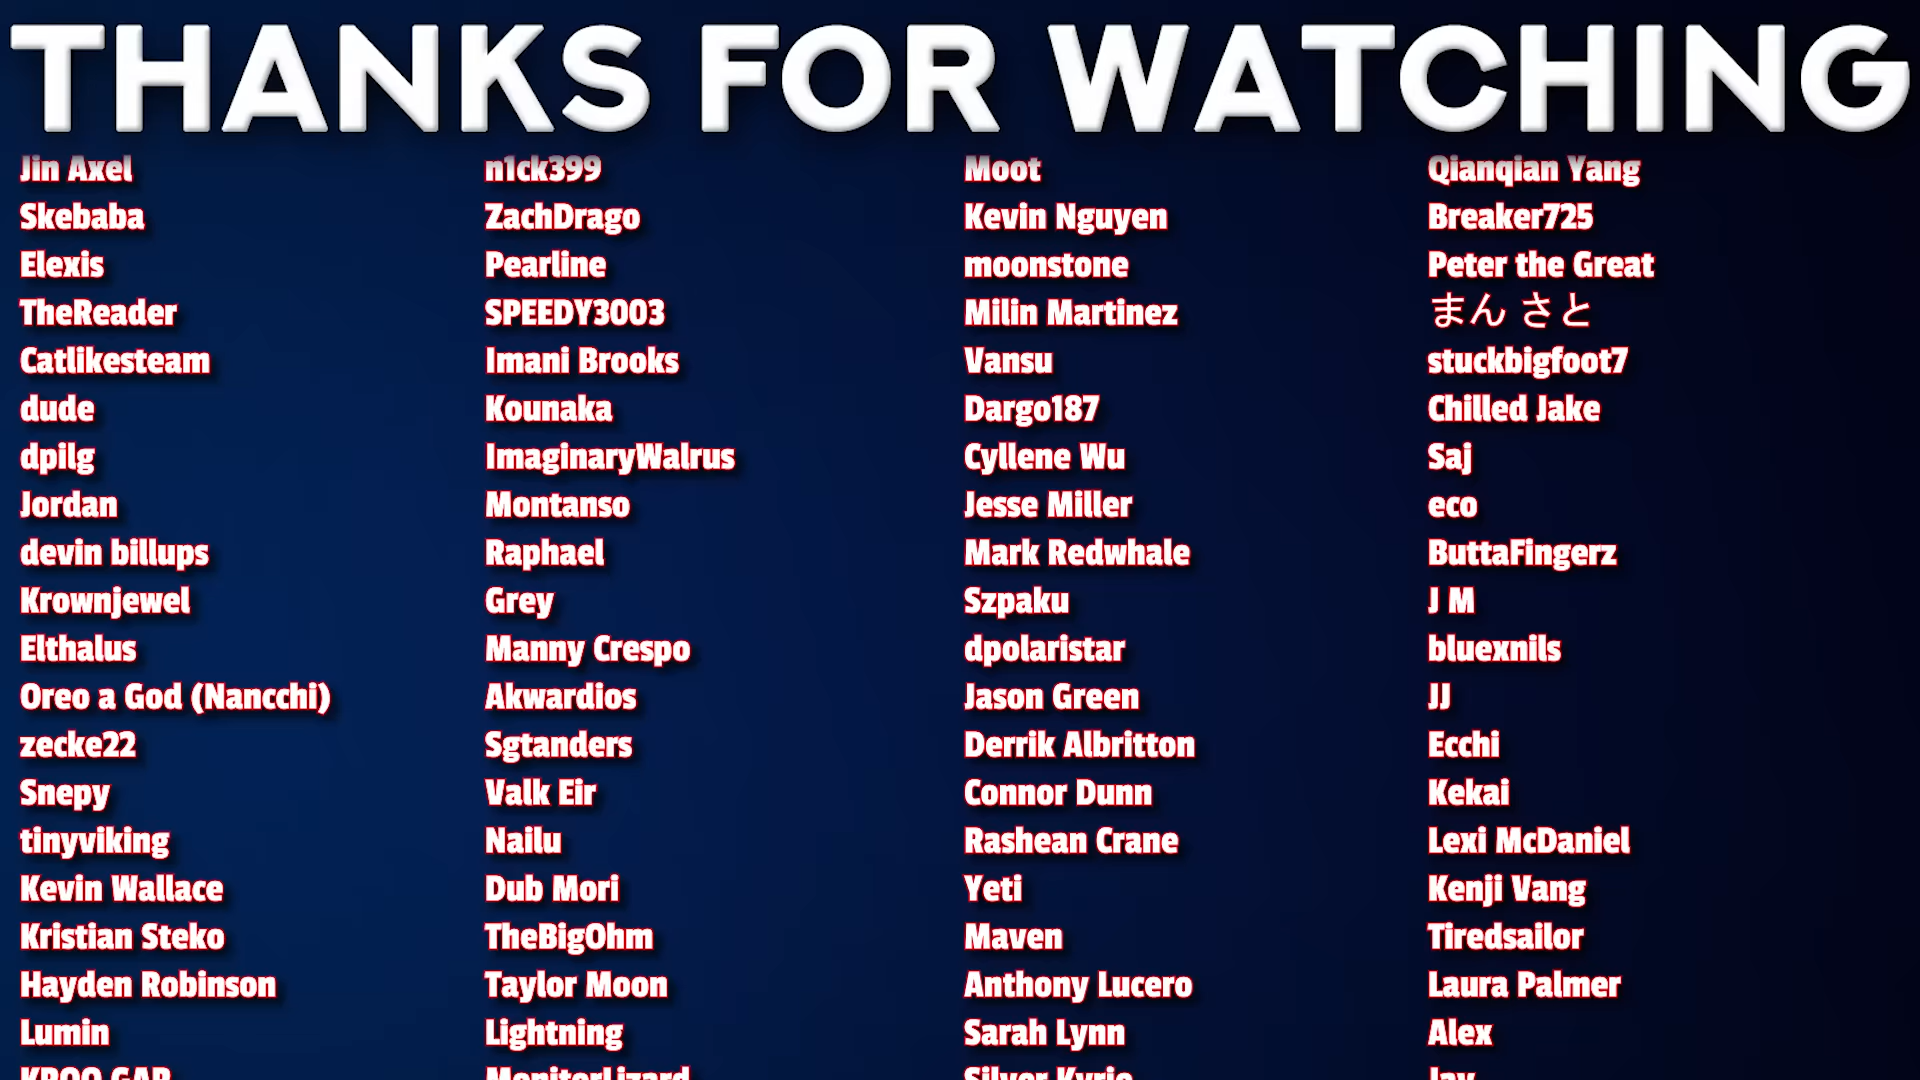 THANKS FOR WATCHING
Jin Axel
Skebaba
Elexis
TheReader
Catlikesteam
dude
dpilg
Jordan
devin billups
Krownjewel
Elthalus
Oreo a God (Nancchi)
zecke22
Snepy
tinyviking
Kevin Wallace
Kristian Steko
Hayden Robinson
Lumin
n1ck399
ZachDrago
Pearline
SPEEDY3003
Imani Brooks
Kounaka
ImaginaryWalrus
Montanso
Raphael
Grey
Manny Crespo
Akwardios
Sgtanders
Valk Eir
Nailu
Dub Mori
TheBigOhm
Taylor Moon
Lightning
MonitorLizard
Moot
Kevin Nguyen
moonstone
Milin Martinez
Vansu
Dargo187
Cyllene Wu
Jesse Miller
Mark Redwhale
Szpaku
dpolaristar
Jason Green
Derrik Albritton
Connor Dunn
Rashean Crane
Yeti
Maven
Anthony Lucero
Sarah Lynn
Silver Kyrie
Qianqian Yang
Breaker725
Peter the Great
まん さと
stuckbigfoot7
Chilled Jake
Saj
eco
ButtaFingerz
J M
bluexnils
JJ
Ecchi
Kekai
Lexi McDaniel
Kenji Vang
Tiredsailor
Laura Palmer
Alex
Jay